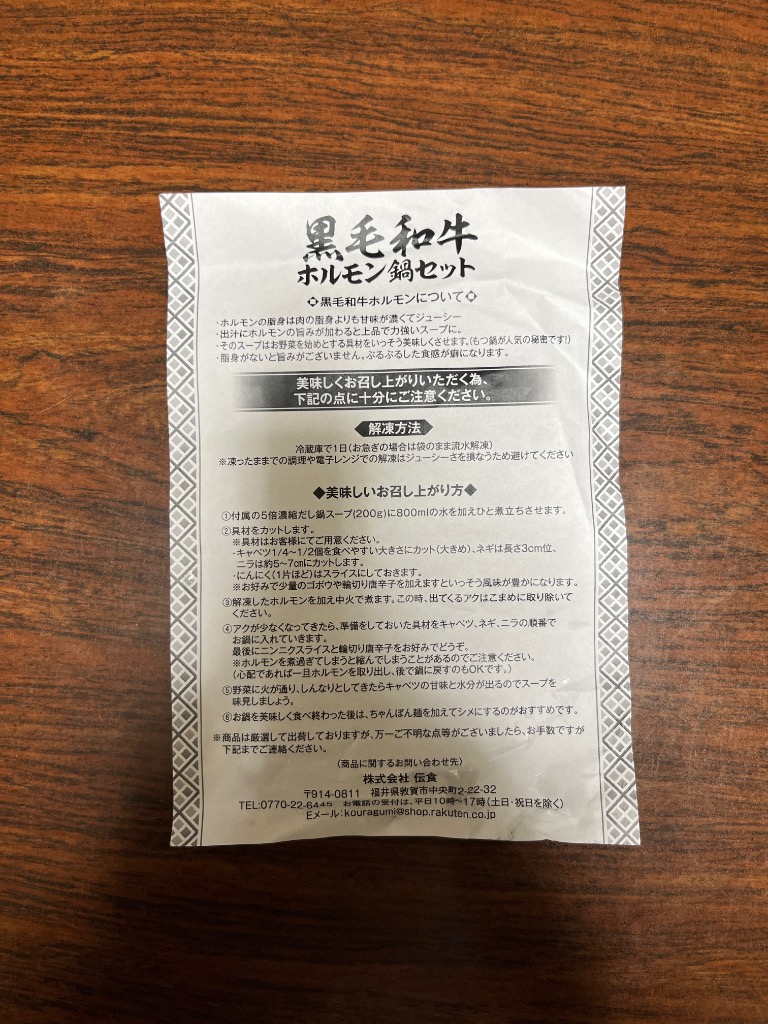 黒毛和牛
ホルモン鍋セット
黒毛和牛ホルモンについて
・ホルモンの脂身は肉の脂身よりも甘味が濃くてジューシー
・出汁にホルモンの旨みが加わると上品で力強いスープに。
・そのスープはお野菜を始めとする具材をいっそう美味しくさせます。(もつ鍋が人気の秘密です!)
・脂身がないと旨みがございません。ぷるぷるした食感が癖になります。
美味しくお召し上がりいただく為、
下記の点に十分にご注意ください。
解凍方法
冷蔵庫で1日(お急ぎの場合は袋のまま流水解凍)
※凍ったままでの調理や電子レンジでの解凍はジューシーさを損なうため避けてください
◆美味しいお召し上がり方◆
①付属の5倍濃縮だし鍋スープ(200g)に800mlの水を加えひと煮立ちさせます。
②具材をカットします。
※具材はお客様にてご用意ください。
・キャベツ1/4~1/2個を食べやすい大きさにカット(大きめ)、ネギは長さ3cm位、
ニラは約5~7cmにカットします。
・にんにく(1片ほど)はスライスにしておきます。
※お好みで少量のゴボウや輪切り唐辛子を加えますといっそう風味が豊かになります。
③解凍したホルモンを加え中火で煮ます。この時、出てくるアクはこまめに取り除いて
ください。
④アクが少なくなってきたら、準備をしておいた具材をキャベツ、ネギ、ニラの順番で
お鍋に入れていきます。
最後にニンニクスライスと輪切り唐辛子をお好みでどうぞ。
※ホルモンを煮過ぎてしまうと縮んでしまうことがあるのでご注意ください。
(心配であれば一旦ホルモンを取り出し、後で鍋に戻すのもOKです。)
⑤野菜に火が通り、しんなりとしてきたらキャベツの甘味と水分が出るのでスープを
味見しましょう。
⑥お鍋を美味しく食べ終わった後は、ちゃんぽん麺を加えてシメにするのがおすすめです。
※商品は厳選して出荷しておりますが、万一ご不明な点等がございましたら、お手数ですが
下記までご連絡ください。
(商品に関するお問い合わせ先)
株式会社 伝食
〒914-0811 福井県敦賀市中央町2-22-32
TEL:0770-22-6445 お電話の受付は、平日10時~17時(土日・祝日を除く)
Eメール:kouragumi@shop.rakuten.co.jp